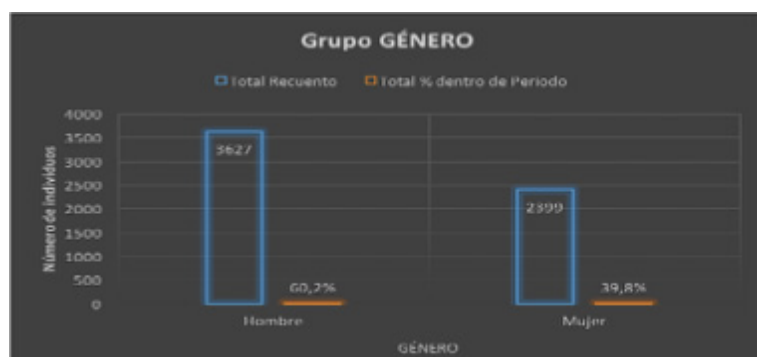 Grupo GÉNERO
Total Recuento Total % dentro de Periodo
Número de individuos
4000
3500
3000
2500
2000
1500
1000
500
0
3627
60,2%
2399
39,8%
Hombre Mujer
GÉNERO